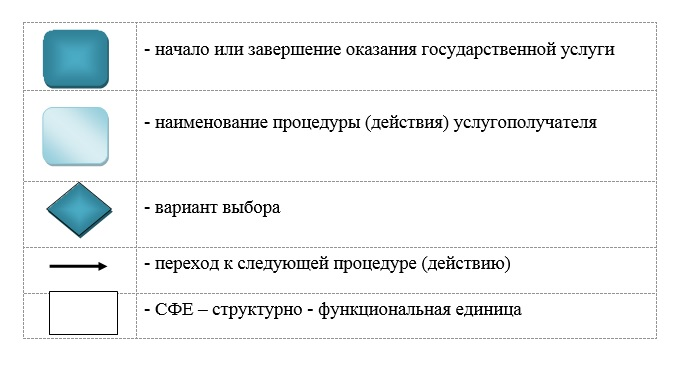 - начало или завершение оказания государственной услуги
- наименование процедуры (действия) услугополучателя
- вариант выбора
- переход к следующей процедуре (действию)
- СФЕ – структурно - функциональная единица